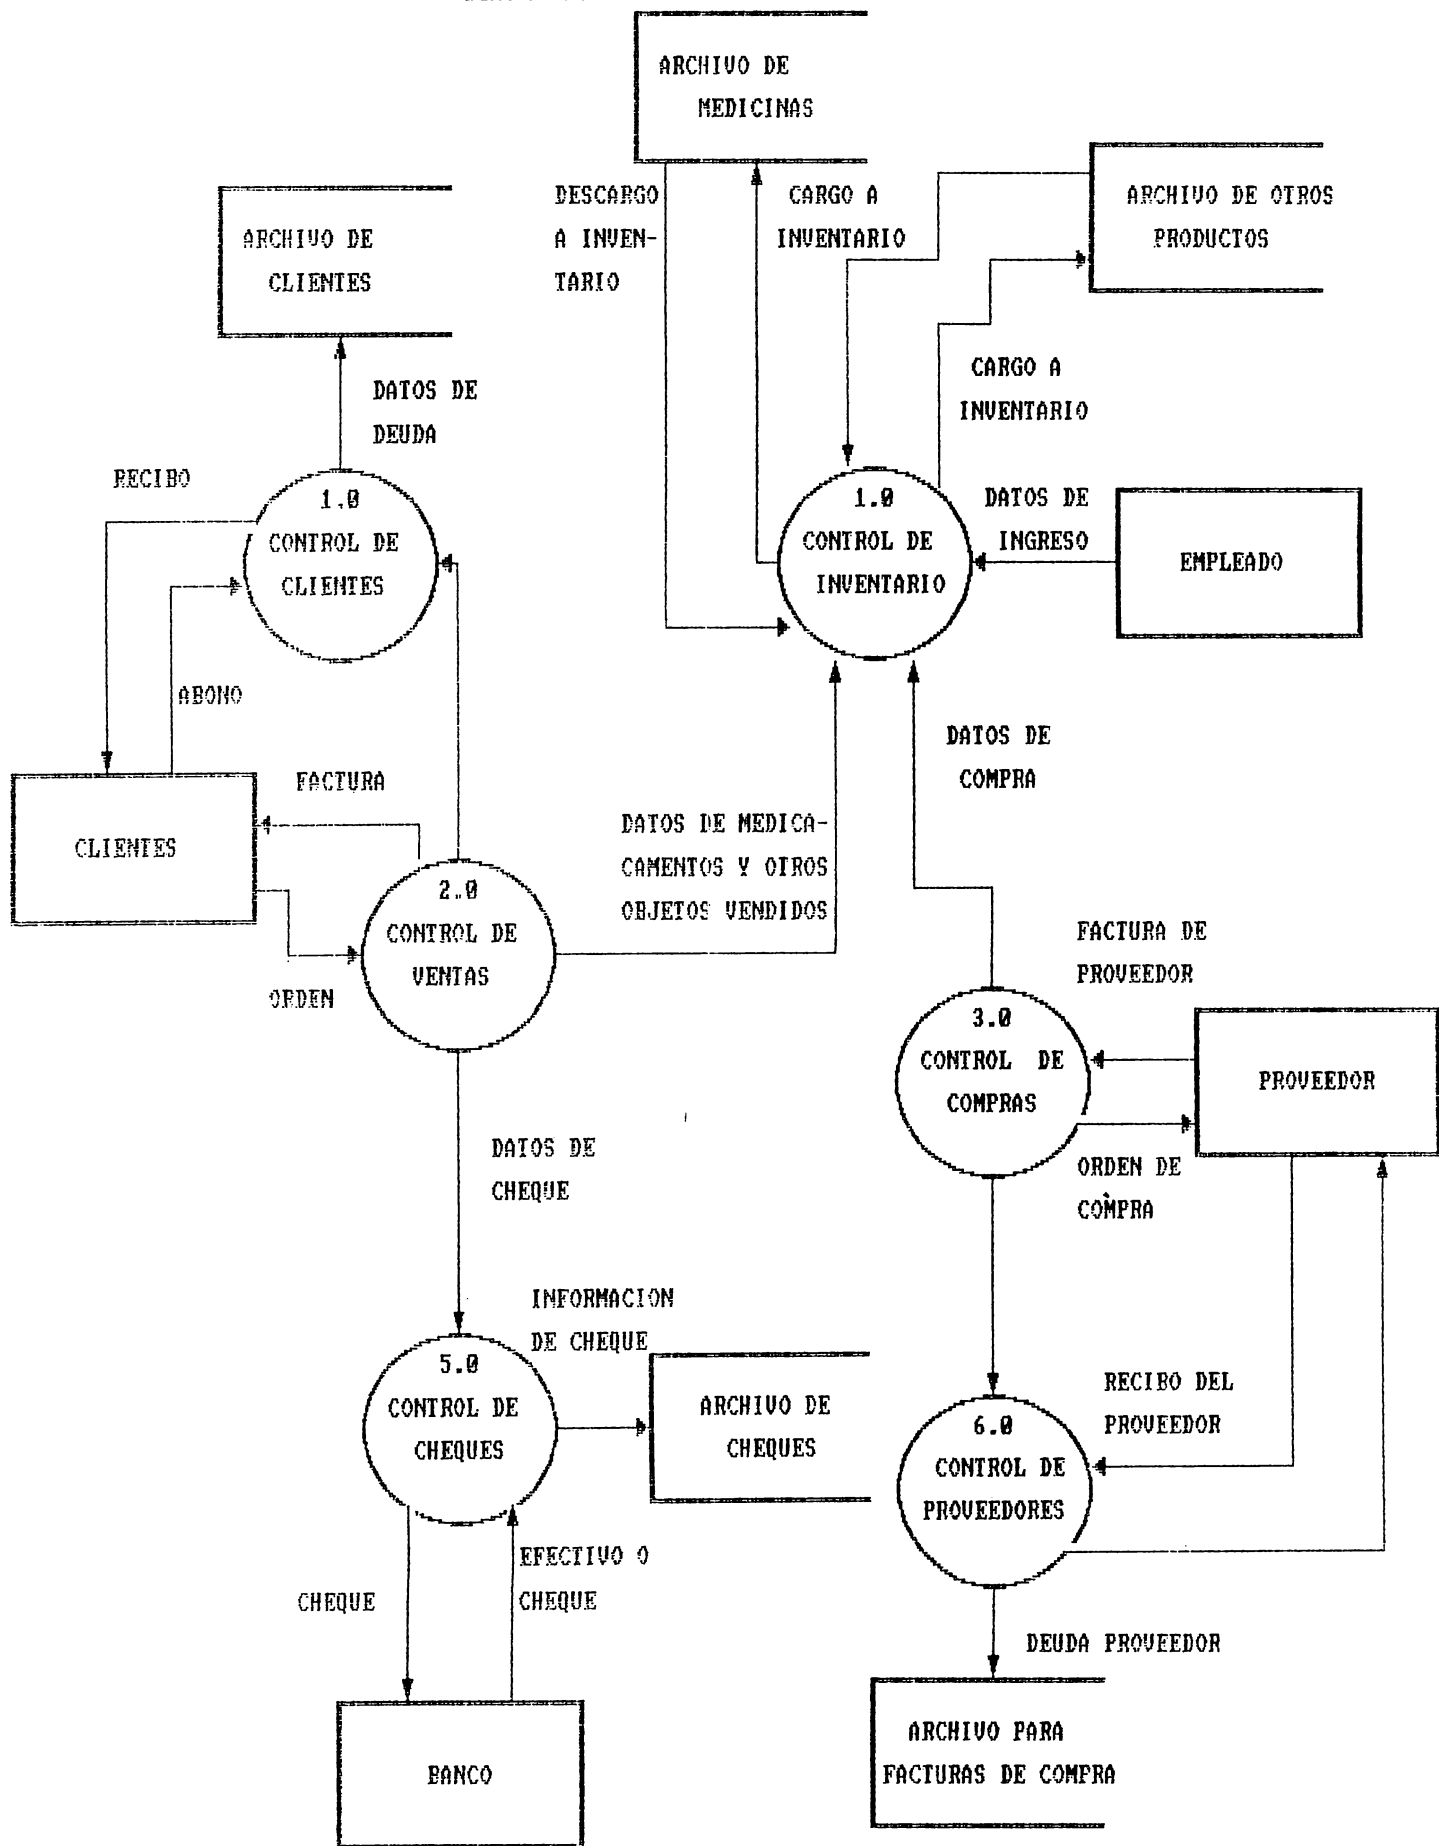 ARCHIVO DE
MEDICINAS
ARCHIVO DE OTROS
PRODUCTOS
DESCARGO
A INVEN-
TARIO
CARGO A
INVENTARIO
ARCHIVO DE
CLIENTES
CARGO A
INVENTARIO
DATOS DE
DEUDA
RECIBO
1.0
CONTROL DE
CLIENTES
1.0
CONTROL DE
INVENTARIO
DATOS DE
INGRESO
EMPLEADO
ABONO
DATOS DE
COMPRA
FACTURA
CLIENTES
DATOS DE MEDICA-
CAMENTOS Y OTROS
OBJETOS VENDIDOS
2.0
CONTROL DE
VENTAS
ORDEN
FACTURA DE
PROVEEDOR
3.0
CONTROL DE
COMPRAS
PROVEEDOR
DATOS DE
CHEQUE
ORDEN DE
COMPRA
INFORMACION
DE CHEQUE
5.0
CONTROL DE
CHEQUES
ARCHIVO DE
CHEQUES
RECIBO DEL
PROVEEDOR
6.0
CONTROL DE
PROVEEDORES
EFECTIVO O
CHEQUE
CHEQUE
DEUDA PROVEEDOR
BANCO
ARCHIVO PARA
FACTURAS DE COMPRA